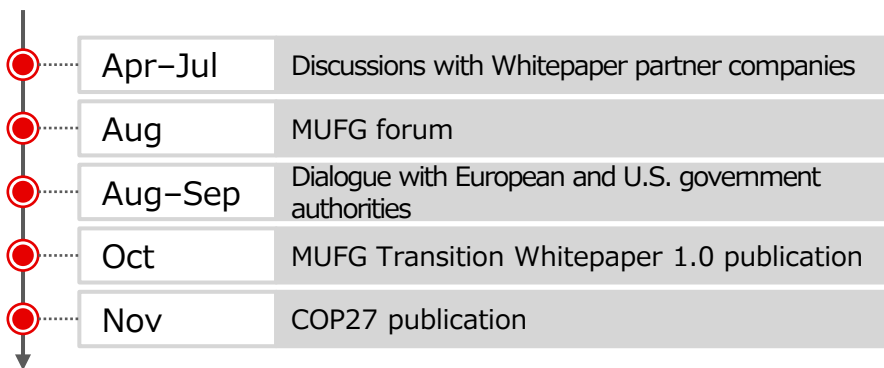 Apr–Jul
Discussions with Whitepaper partner companies
Aug
MUFG forum
Aug–Sep
Dialogue with European and U.S. government
authorities
Oct
MUFG Transition Whitepaper 1.0 publication
Nov
COP27 publication